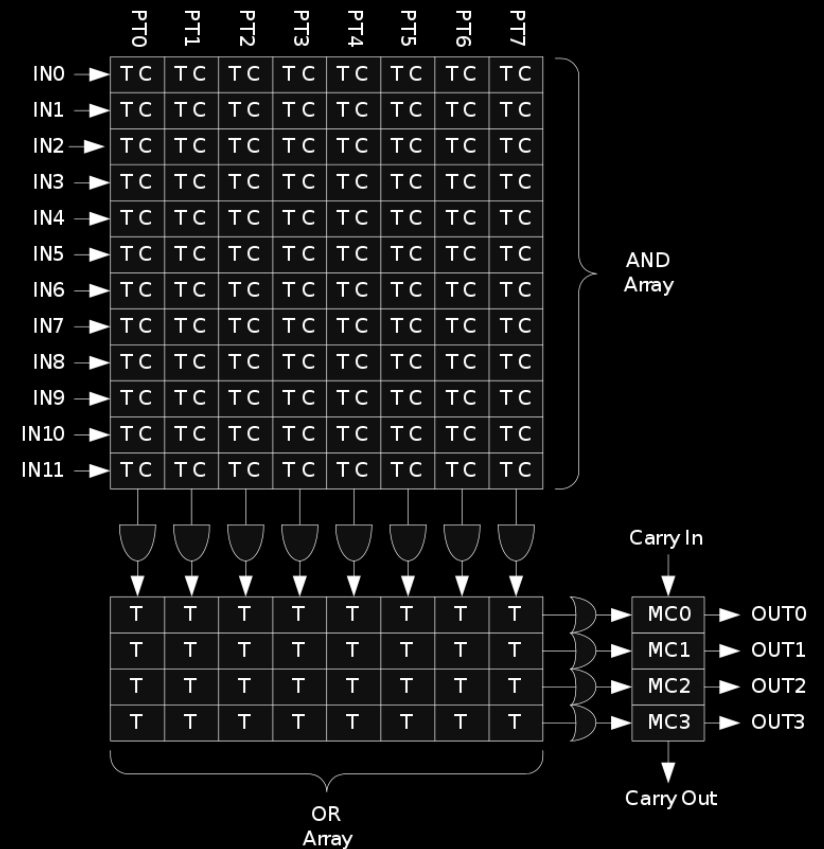 PT0 PT1 PT2 PT3 PT4 PT5 PT6 PT7
IN0 T C T C T C T C T C T C T C T C
IN1 T C T C T C T C T C T C T C T C
IN2 T C T C T C T C T C T C T C T C
IN3 T C T C T C T C T C T C T C T C
IN4 T C T C T C T C T C T C T C T C
IN5 T C T C T C T C T C T C T C T C
IN6 T C T C T C T C T C T C T C T C
IN7 T C T C T C T C T C T C T C T C
IN8 T C T C T C T C T C T C T C T C
IN9 T C T C T C T C T C T C T C T C
IN10 T C T C T C T C T C T C T C T C
IN11 T C T C T C T C T C T C T C T C
AND
Array
Carry In
T T T T T T T T MC0 OUT0
T T T T T T T T MC1 OUT1
T T T T T T T T MC2 OUT2
T T T T T T T T MC3 OUT3
Carry Out
OR
Array